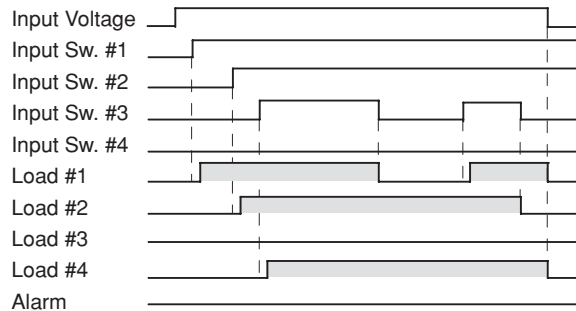 Input Voltage
Input Sw. #1
Input Sw. #2
Input Sw. #3
Input Sw. #4
Load #1
Load #2
Load #3
Load #4
Alarm